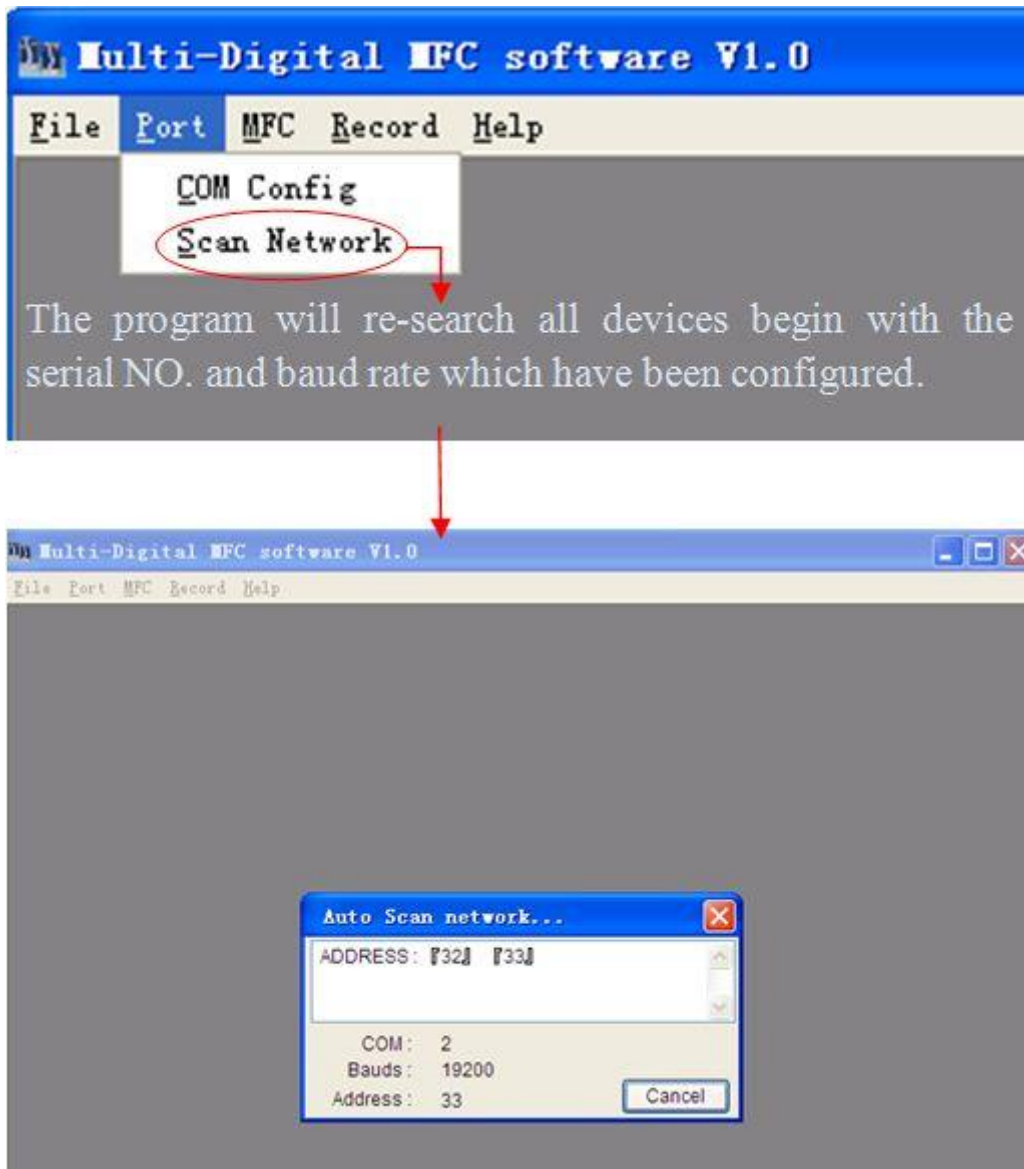 Multi-Digital MFC software V1.0
File Port MFC Record Help
COM Config
Scan Network
The program will re-search all devices begin with the
serial NO. and baud rate which have been configured.
Multi-Digital MFC software V1.0
File Port MFC Record Help
Auto Scan network...
ADDRESS: 『32』 『33』
COM: 2
Bauds: 19200
Address: 33
Cancel